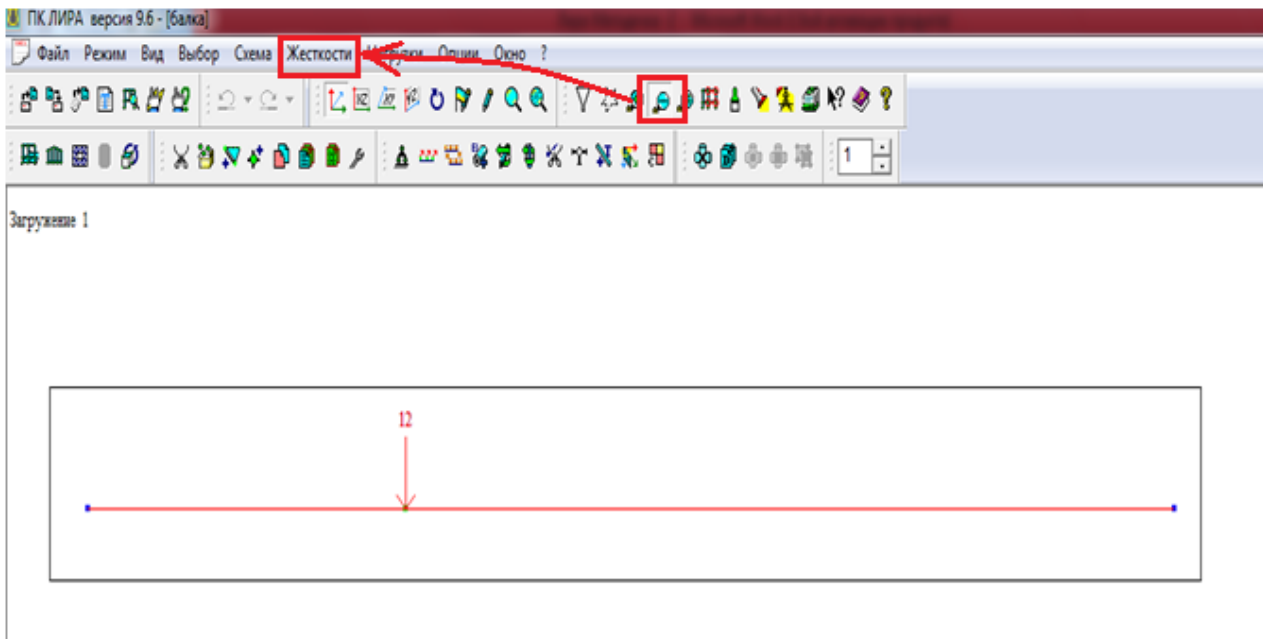 ПК ЛИРА версия 9.6 - [балка]
Файл Режим Вид Выбор Схема Жесткости Опции Окно ?
1
Загружение 1
12